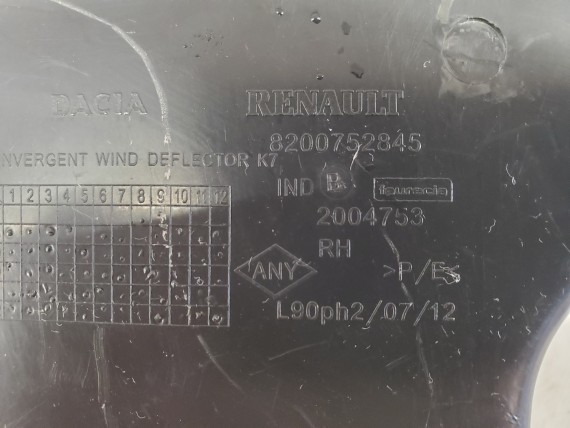 DACIA RENAULT
8200752845
NVERGENT WIND DEFLECTOR K7
IND B faurecia
1 2 3 4 5 6 7 8 9 10 11 12
2004753
RH
ANY >P/E<
L90ph2/07/12